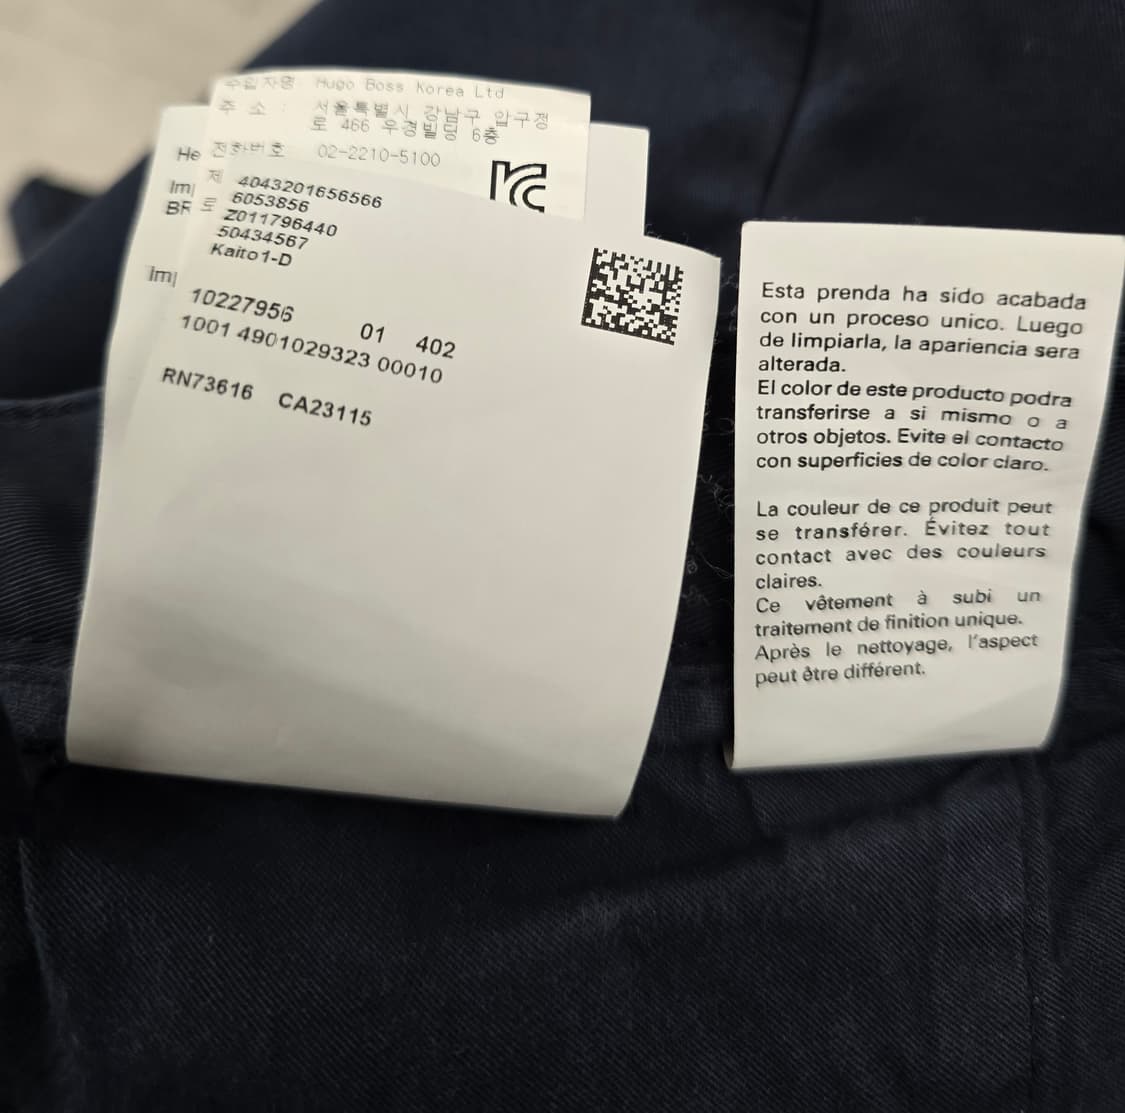 수입자명: Hugo Boss Korea Ltd
주 소 : 서울특별시 강남구 압구정
로 466 우경빌딩 6층
전화번호 02-2210-5100
He
제
Im
BR
로
Im
4043201656566
6053856
Z011796440
50434567
Kaito1-D
10227956 01 402
1001 4901029323 00010
RN73616 CA23115
Esta prenda ha sido acabada
con un proceso unico. Luego
de limpiarla, la apariencia sera
alterada.
El color de este producto podra
transferirse a si mismo o a
otros objetos. Evite el contacto
con superficies de color claro.
La couleur de ce produit peut
se transférer. Évitez tout
contact avec des couleurs
claires.
Ce vêtement à subi un
traitement de finition unique.
Après le nettoyage, l'aspect
peut être différent.